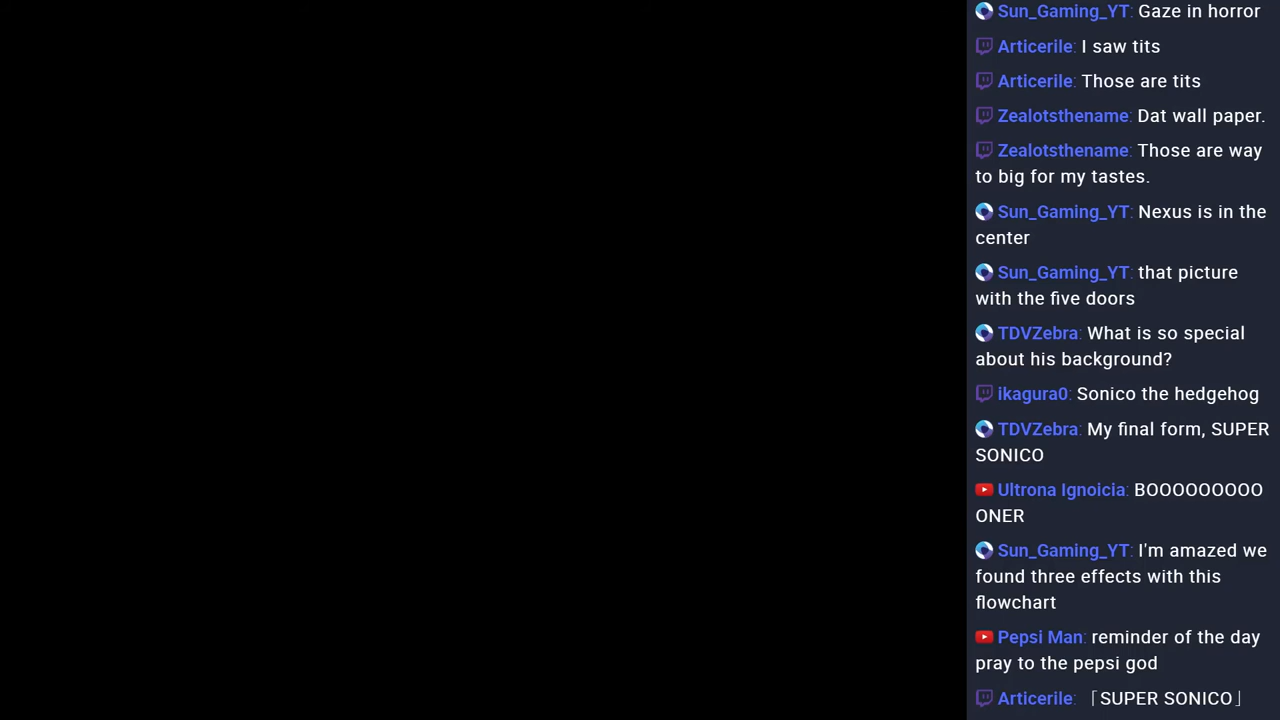 Sun_Gaming_YT: Gaze in horror
Articerile: I saw tits
Articerile: Those are tits
Zealotsthename: Dat wall paper.
Zealotsthename: Those are way
to big for my tastes.
Sun_Gaming_YT: Nexus is in the
center
Sun_Gaming_YT: that picture
with the five doors
TDVZebra: What is so special
about his background?
ikagura0: Sonico the hedgehog
TDVZebra: My final form, SUPER
SONICO
Ultrona Ignoicia: BOOOOOOOOO
ONER
Sun_Gaming_YT: I'm amazed we
found three effects with this
flowchart
Pepsi Man: reminder of the day
pray to the pepsi god
Articerile: 「SUPER SONICO」